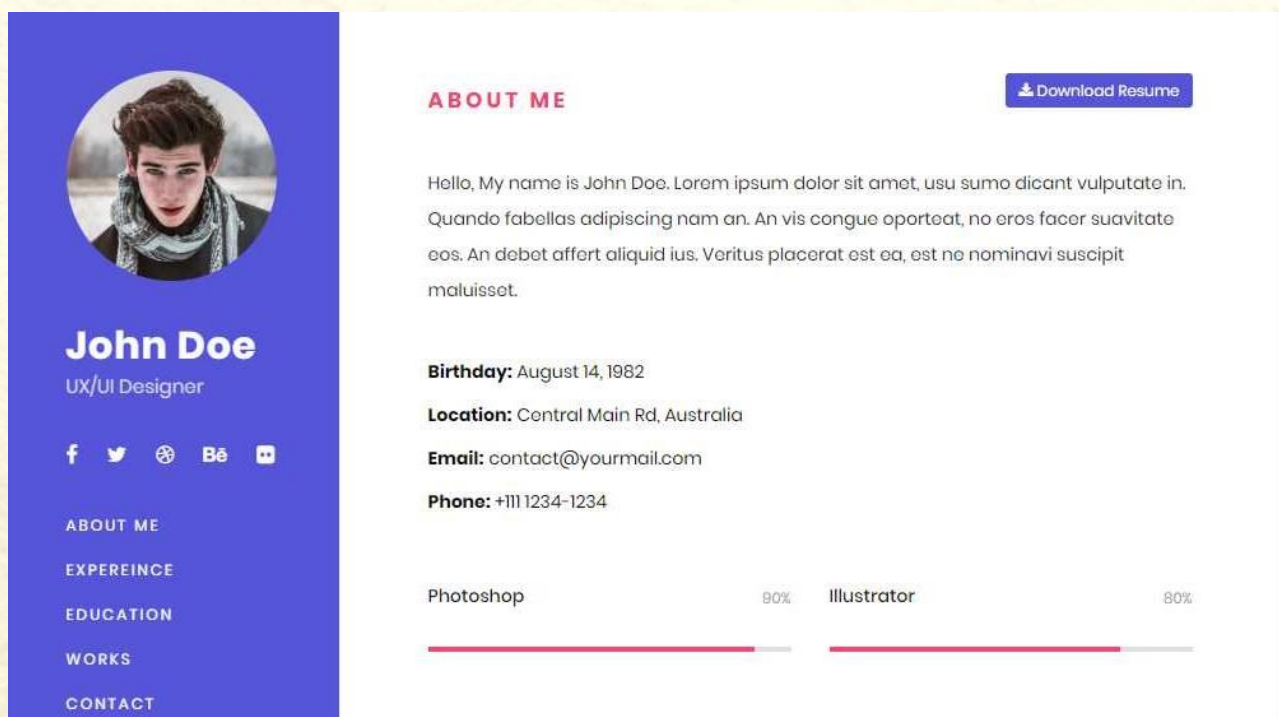 John Doe
UX/UI Designer
Bē
ABOUT ME
EXPEREINCE
EDUCATION
WORKS
CONTACT
ABOUT ME
Download Resume
Hello, My name is John Doe. Lorem ipsum dolor sit amet, usu sumo dicant vulputate in.
Quando fabellas adipiscing nam an. An vis congue oporteat, no eros facer suavitate
eos. An debet affert aliquid ius. Veritus placerat est ea, est ne nominavi suscipit
maluisset.
Birthday: August 14, 1982
Location: Central Main Rd, Australia
Email: contact@yourmail.com
Phone: +111 1234-1234
Photoshop 90%
Illustrator 80%